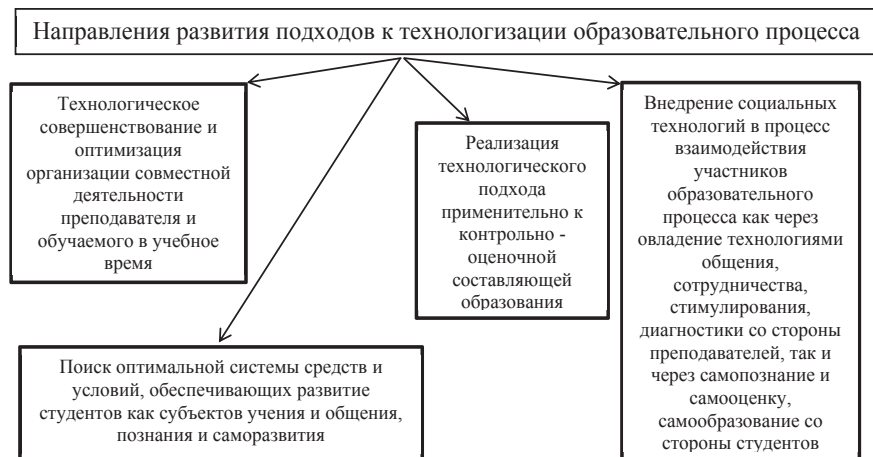 Направления развития подходов к технологизации образовательного процесса
Технологическое
совершенствование и
оптимизация
организации совместной
деятельности
преподавателя и
обучаемого в учебное
время
Поиск оптимальной системы средств и
условий, обеспечивающих развитие
студентов как субъектов учения и общения,
познания и саморазвития
Реализация
технологического
подхода
применительно к
контрольно -
оценочной
составляющей
образования
Внедрение социальных
технологий в процесс
взаимодействия
участников
образовательного
процесса как через
овладение технологиями
общения,
сотрудничества,
стимулирования,
диагностики со стороны
преподавателей, так и
через самопознание и
самооценку,
самообразование со
стороны студентов